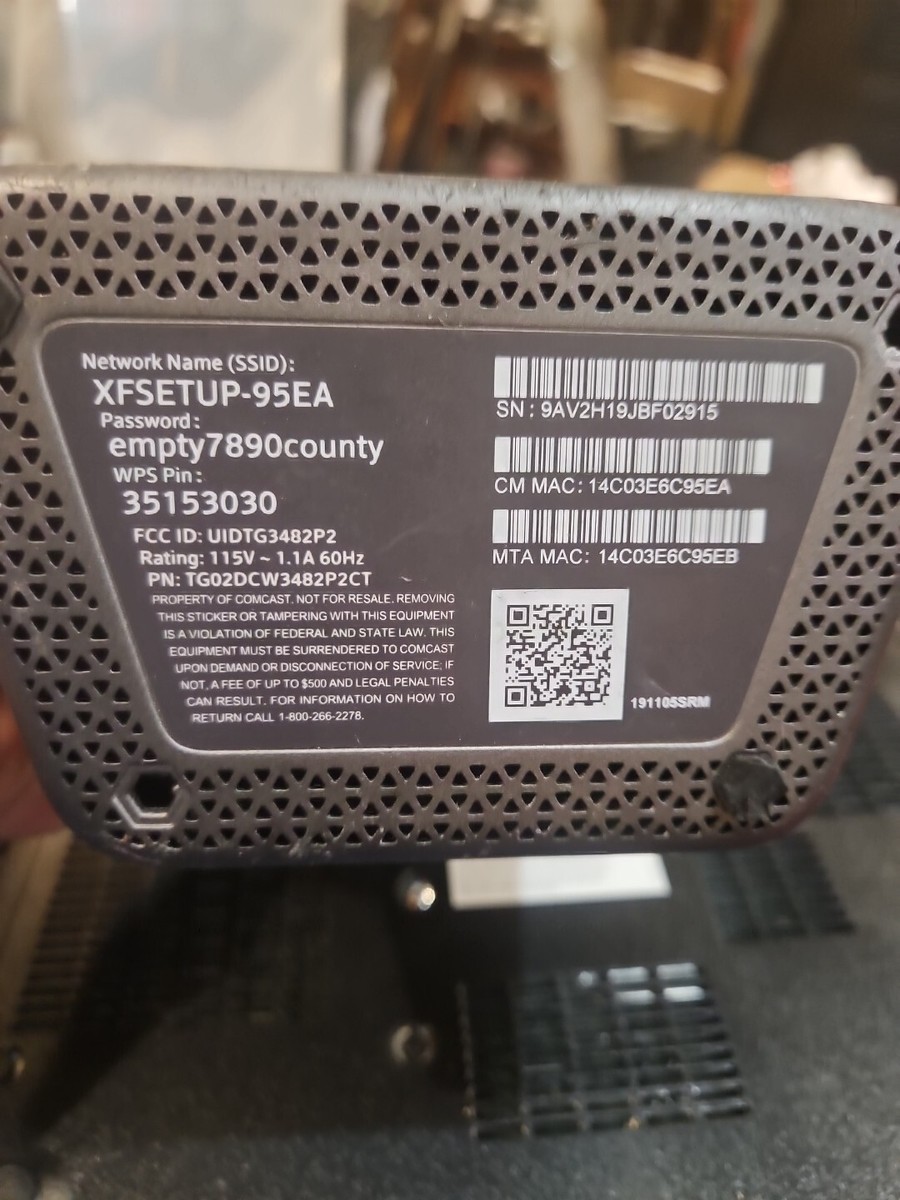 Network Name (SSID):
XFSETUP-95EA
Password:
empty7890county
WPS Pin:
35153030
FCC ID: UIDTG3482P2
Rating: 115V ~ 1.1A 60Hz
PN: TG02DCW3482P2CT
PROPERTY OF COMCAST. NOT FOR RESALE. REMOVING
THIS STICKER OR TAMPERING WITH THIS EQUIPMENT
IS A VIOLATION OF FEDERAL AND STATE LAW. THIS
EQUIPMENT MUST BE SURRENDERED TO COMCAST
UPON DEMAND OR DISCONNECTION OF SERVICE; IF
NOT, A FEE OF UP TO $500 AND LEGAL PENALTIES
CAN RESULT. FOR INFORMATION ON HOW TO
RETURN CALL 1-800-266-2278.
SN : 9AV2H19JBF02915
CM MAC: 14C03E6C95EA
MTA MAC: 14C03E6C95EB
191105SRM